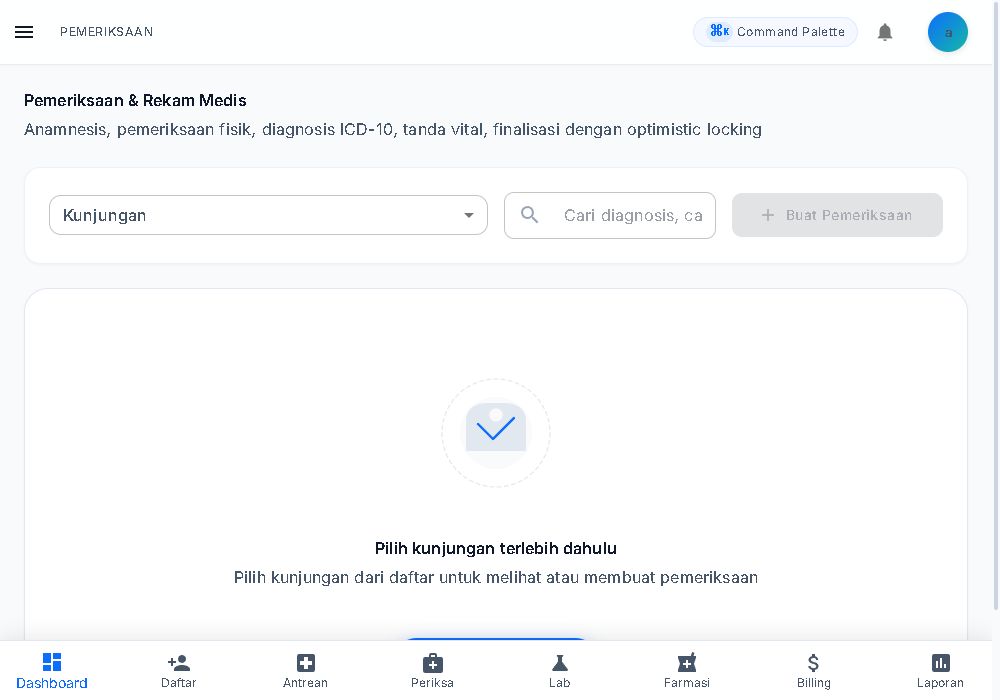 PEMERIKSAAN
⌘K Command Palette
a
Pemeriksaan & Rekam Medis
Anamnesis, pemeriksaan fisik, diagnosis ICD-10, tanda vital, finalisasi dengan optimistic locking
Kunjungan
Cari diagnosis, ca
Buat Pemeriksaan
Pilih kunjungan terlebih dahulu
Pilih kunjungan dari daftar untuk melihat atau membuat pemeriksaan
Dashboard
Daftar
Antrean
Periksa
Lab
Farmasi
Billing
Laporan